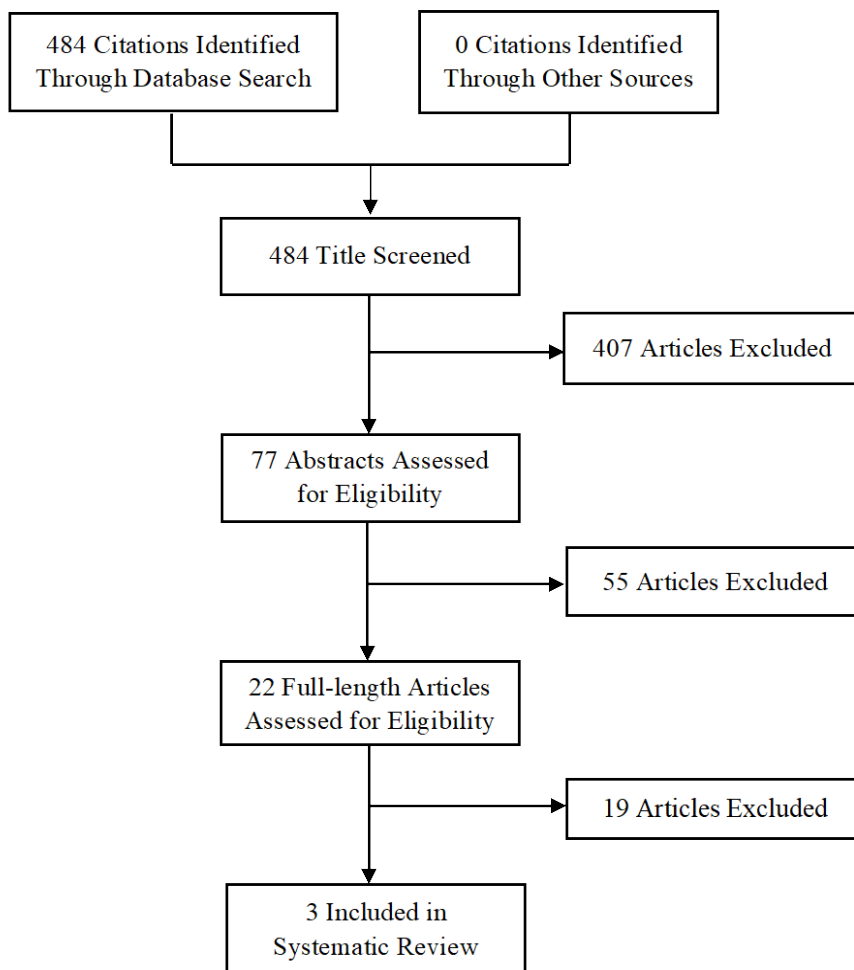 484 Citations Identified
Through Database Search
0 Citations Identified
Through Other Sources
484 Title Screened
407 Articles Excluded
77 Abstracts Assessed
for Eligibility
55 Articles Excluded
22 Full-length Articles
Assessed for Eligibility
19 Articles Excluded
3 Included in
Systematic Review